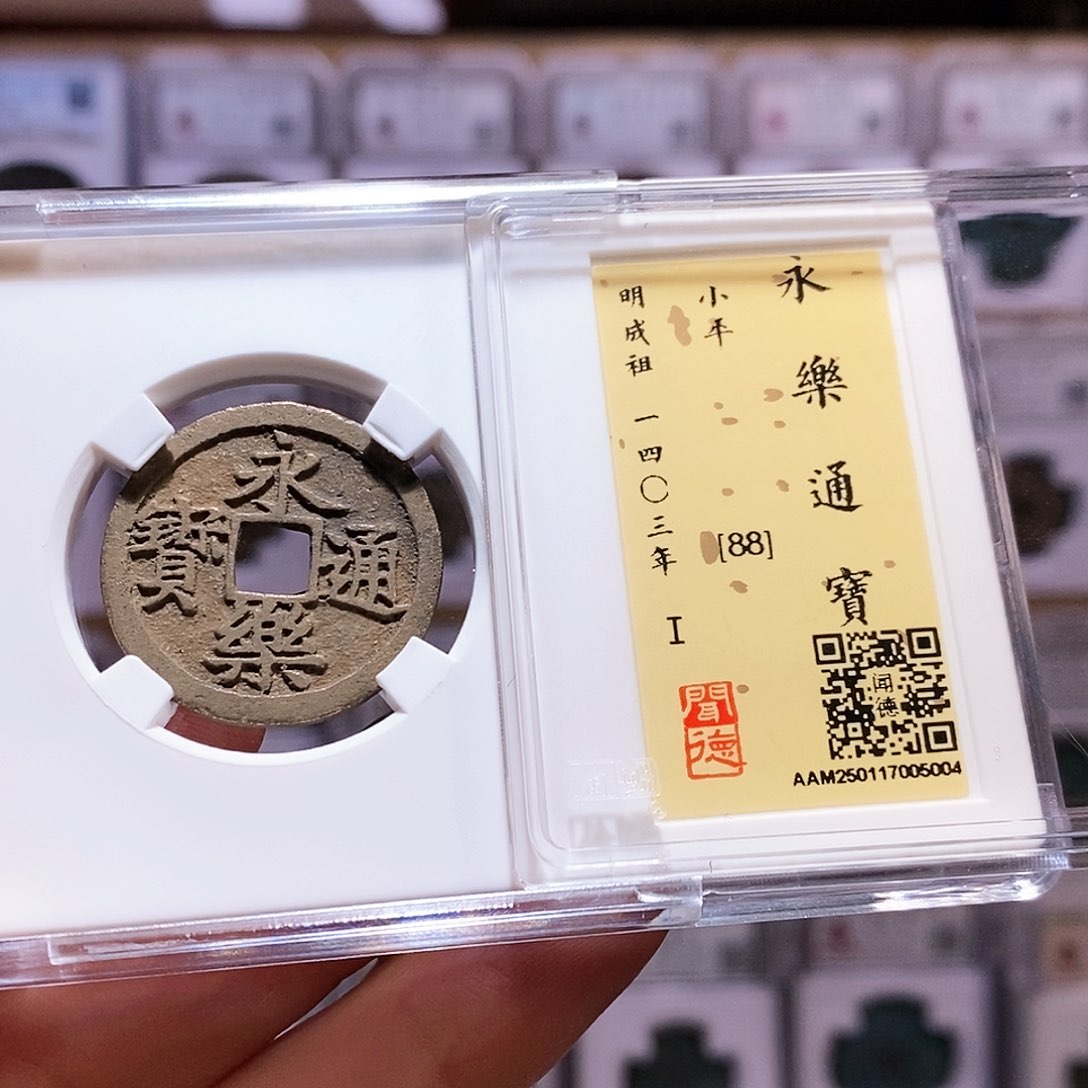 永樂通寶
永樂通寶
小平
[88]
明成祖 一四〇三年 I
聞德
闻德
AAM250117005004